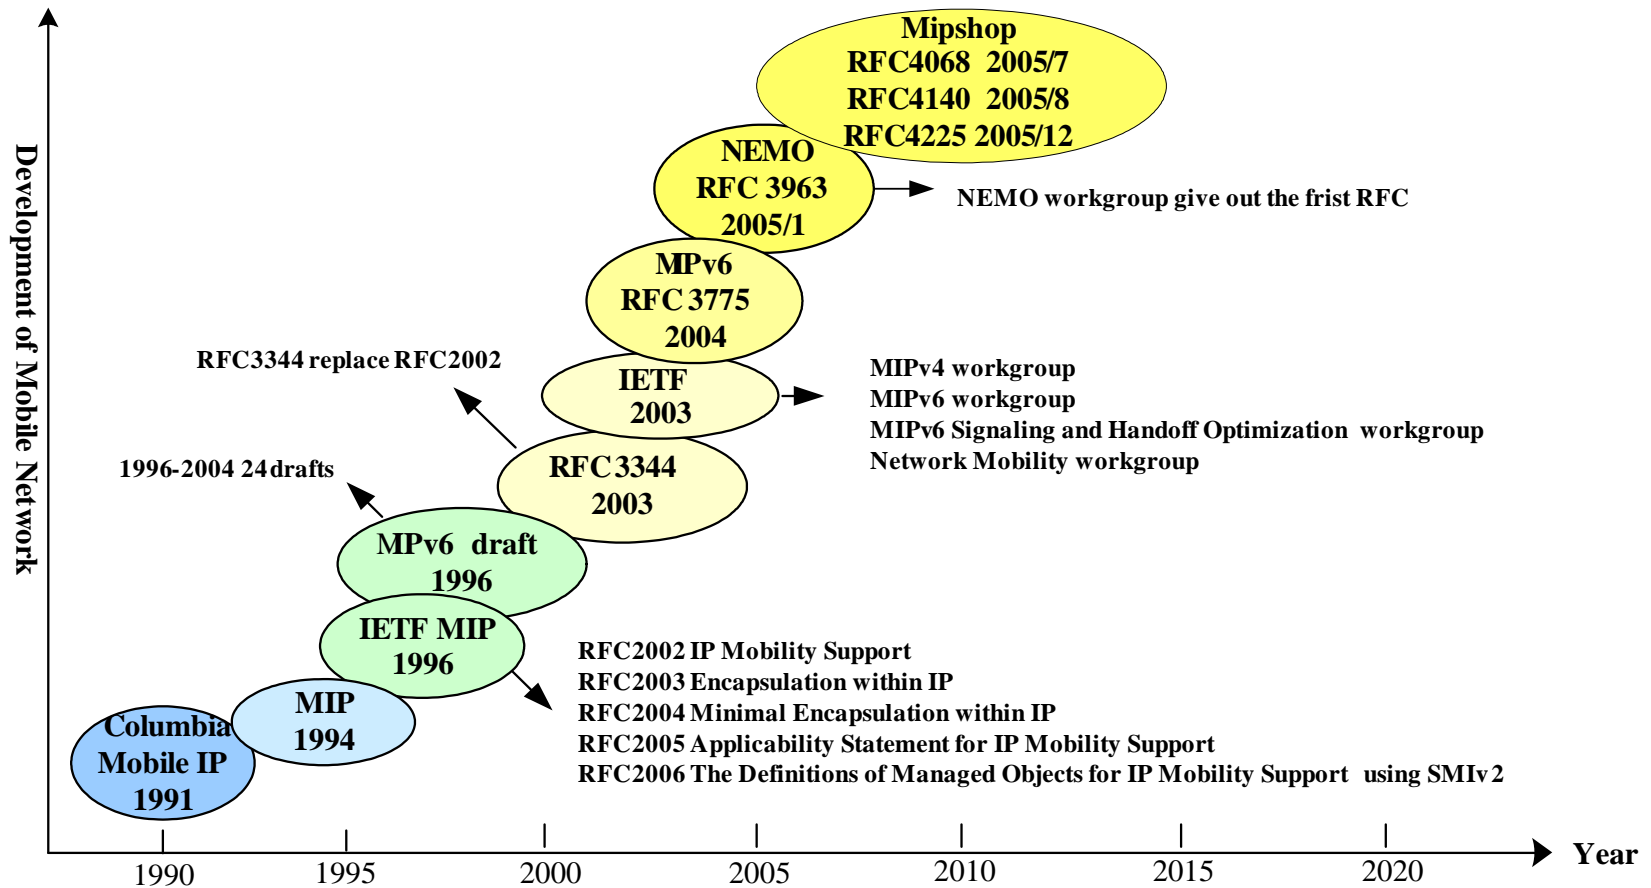 Mipshop
RFC4068 2005/7
RFC4140 2005/8
RFC4225 2005/12
NEMO
RFC 3963
2005/1
NEMO workgroup give out the frist RFC
MIPv6
RFC 3775
2004
RFC3344 replace RFC2002
IETF
2003
MIPv4 workgroup
MIPv6 workgroup
MIPv6 Signaling and Handoff Optimization workgroup
Network Mobility workgroup
RFC 3344
2003
1996-2004 24drafts
MPv6 draft
1996
IETF MIP
1996
RFC2002 IP Mobility Support
RFC2003 Encapsulation within IP
RFC2004 Minimal Encapsulation within IP
RFC2005 Applicability Statement for IP Mobility Support
RFC2006 The Definitions of Managed Objects for IP Mobility Support using SMIv2
MIP
1994
Columbia
Mobile IP
1991
Development of Mobile Network
1990 1995 2000 2005 2010 2015 2020
Year